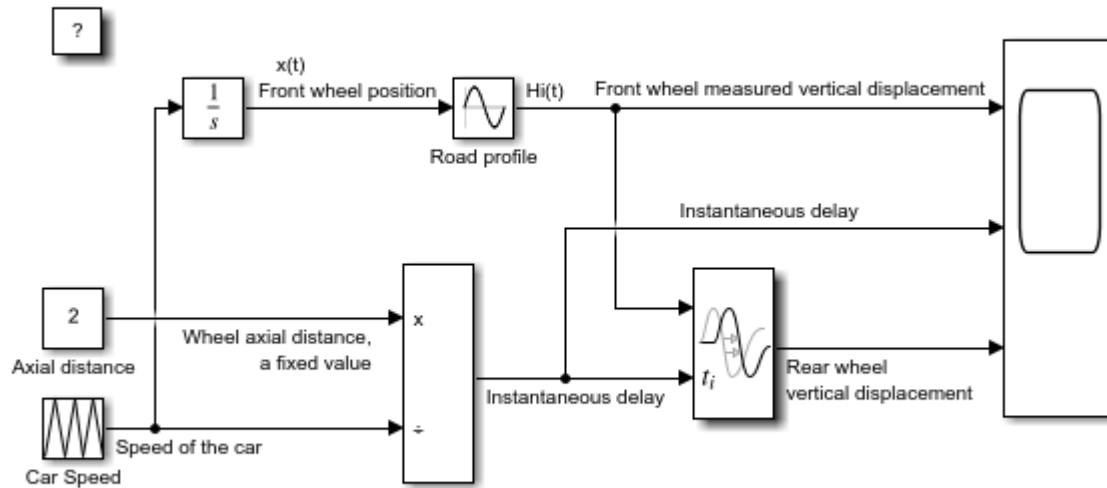 ?
x(t)
Front wheel position
1
s
Hi(t)
Road profile
Front wheel measured vertical displacement
Instantaneous delay
2
Axial distance
Wheel axial distance,
a fixed value
x
÷
Instantaneous delay
t_i
Rear wheel
vertical displacement
Speed of the car
Car Speed